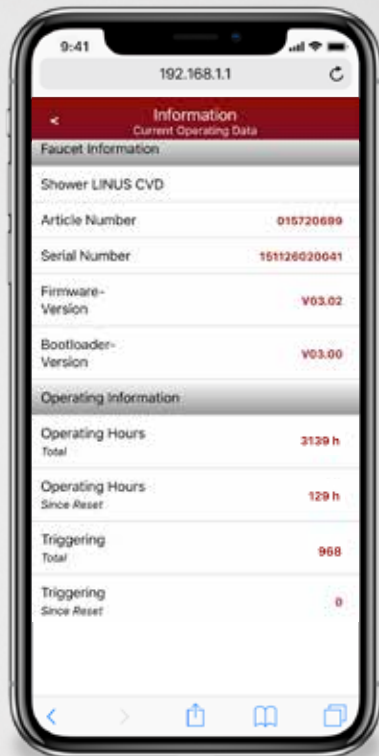 9:41
192.168.1.1
<
Information
Current Operating Data
Faucet Information
Shower LINUS CVD
Article Number 015720699
Serial Number 151126020641
Firmware-
Version V03.02
Bootloader-
Version V03.00
Operating Information
Operating Hours
Total 3139 h
Operating Hours
Since Reset 129 h
Triggering
Total 968
Triggering
Since Reset 0